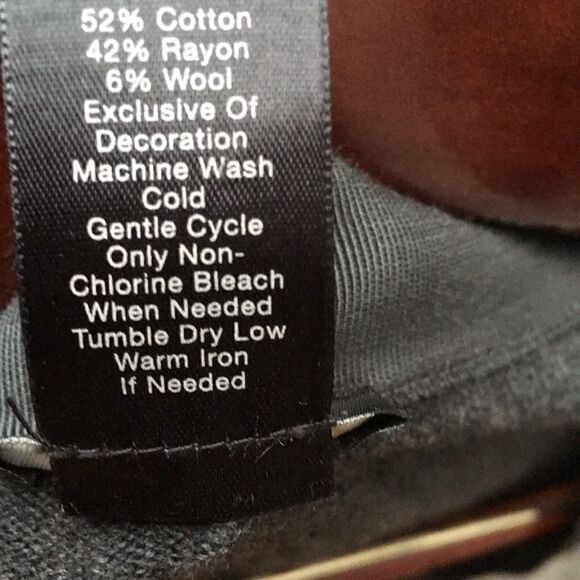 52% Cotton
42% Rayon
6% Wool
Exclusive Of
Decoration
Machine Wash
Cold
Gentle Cycle
Only Non-
Chlorine Bleach
When Needed
Tumble Dry Low
Warm Iron
If Needed